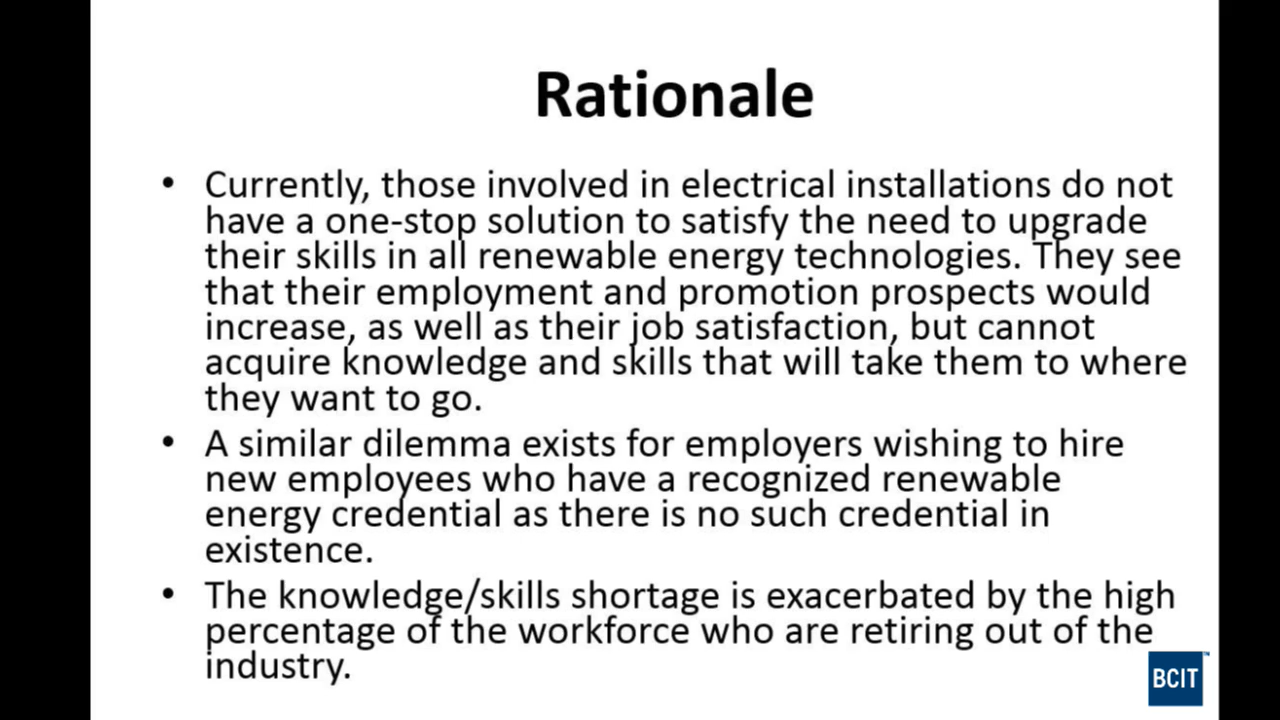 Rationale
• Currently, those involved in electrical installations do not
have a one-stop solution to satisfy the need to upgrade
their skills in all renewable energy technologies. They see
that their employment and promotion prospects would
increase, as well as their job satisfaction, but cannot
acquire knowledge and skills that will take them to where
they want to go.
• A similar dilemma exists for employers wishing to hire
new employees who have a recognized renewable
energy credential as there is no such credential in
existence.
• The knowledge/skills shortage is exacerbated by the high
percentage of the workforce who are retiring out of the
industry.
BCIT™